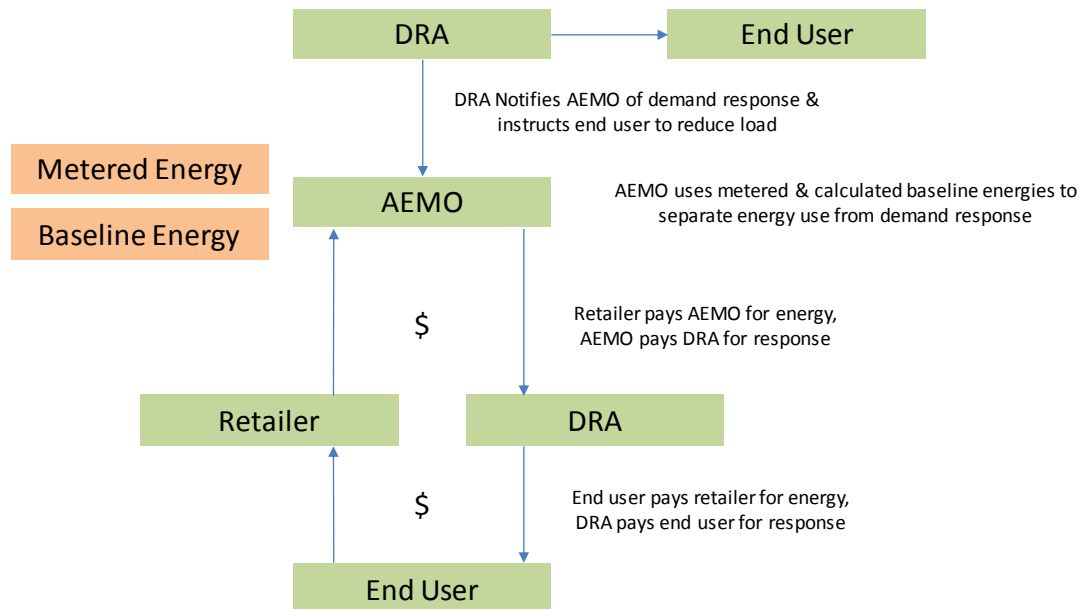 DRA
End User
DRA Notifies AEMO of demand response &
instructs end user to reduce load
Metered Energy
Baseline Energy
AEMO
AEMO uses metered & calculated baseline energies to
separate energy use from demand response
$
Retailer pays AEMO for energy,
AEMO pays DRA for response
Retailer
DRA
$
End user pays retailer for energy,
DRA pays end user for response
End User